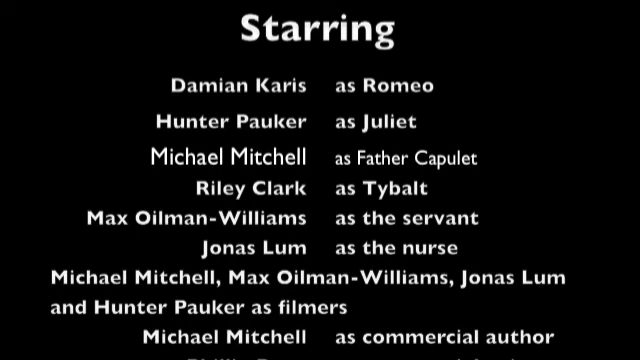 Starring
Damian Karis as Romeo
Hunter Pauker as Juliet
Michael Mitchell as Father Capulet
Riley Clark as Tybalt
Max Oilman-Williams as the servant
Jonas Lum as the nurse
Michael Mitchell, Max Oilman-Williams, Jonas Lum
and Hunter Pauker as filmers
Michael Mitchell as commercial author